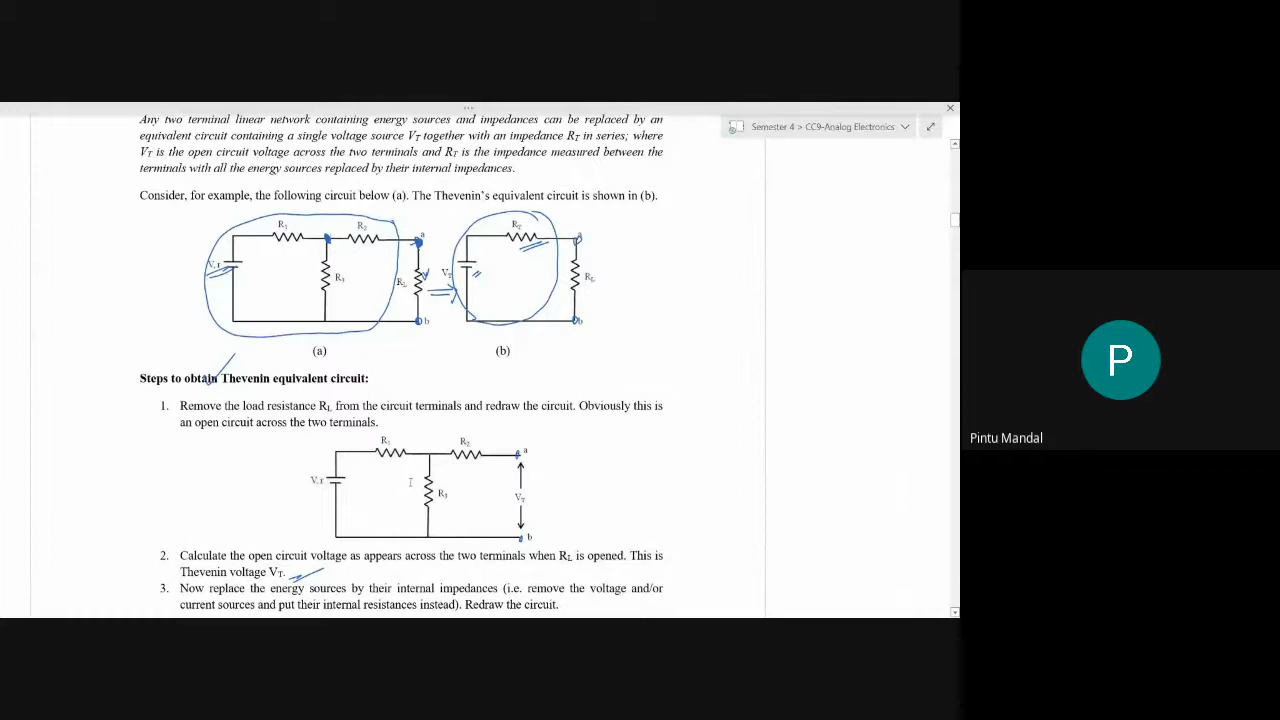 Any two terminal linear network containing energy sources and impedances can be replaced by an
equivalent circuit containing a single voltage source VT together with an impedance RT in series; where
VT is the open circuit voltage across the two terminals and RT is the impedance measured between the
terminals with all the energy sources replaced by their internal impedances.
Semester 4 > CC9-Analog Electronics
Consider, for example, the following circuit below (a). The Thevenin's equivalent circuit is shown in (b).
R1 R2 a RT a
V,r R3 RL VT RL
b b
(a) (b)
Steps to obtain Thevenin equivalent circuit:
1. Remove the load resistance RL from the circuit terminals and redraw the circuit. Obviously this is
an open circuit across the two terminals.
R1 R2 a
V,r R3 VT
b
2. Calculate the open circuit voltage as appears across the two terminals when RL is opened. This is
Thevenin voltage VT.
3. Now replace the energy sources by their internal impedances (i.e. remove the voltage and/or
current sources and put their internal resistances instead). Redraw the circuit.
P
Pintu Mandal